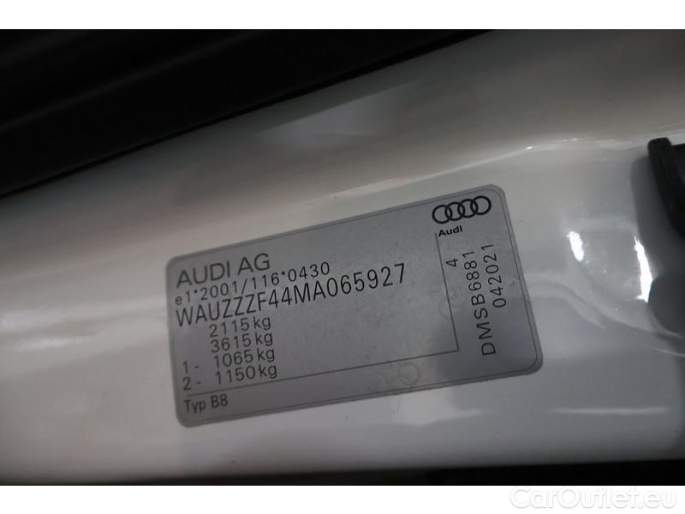 AUDI AG
e1*2001/116*0430
WAUZZZF44MA065927
2115kg
3615kg
1- 1065kg
2- 1150kg
Typ B8
Audi
4
DMSB6881
042021
CarOutlet.eu